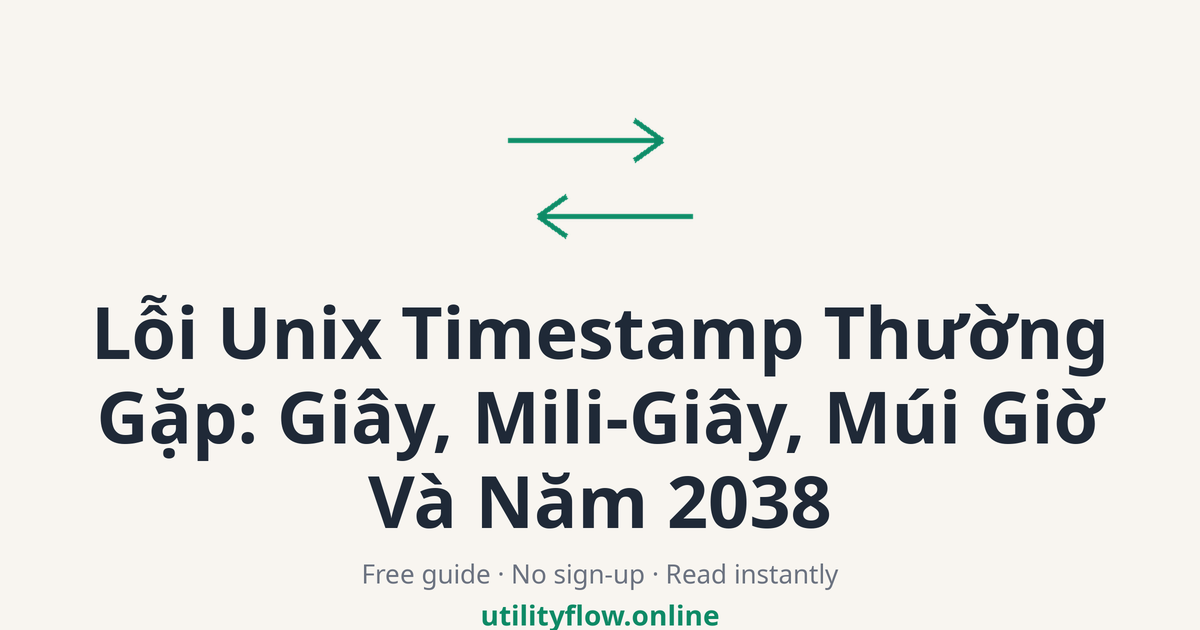 Lỗi Unix Timestamp Thường
Gặp: Giây, Mili-Giây, Múi Giờ
Và Năm 2038
Free guide · No sign-up · Read instantly
utilityflow.online